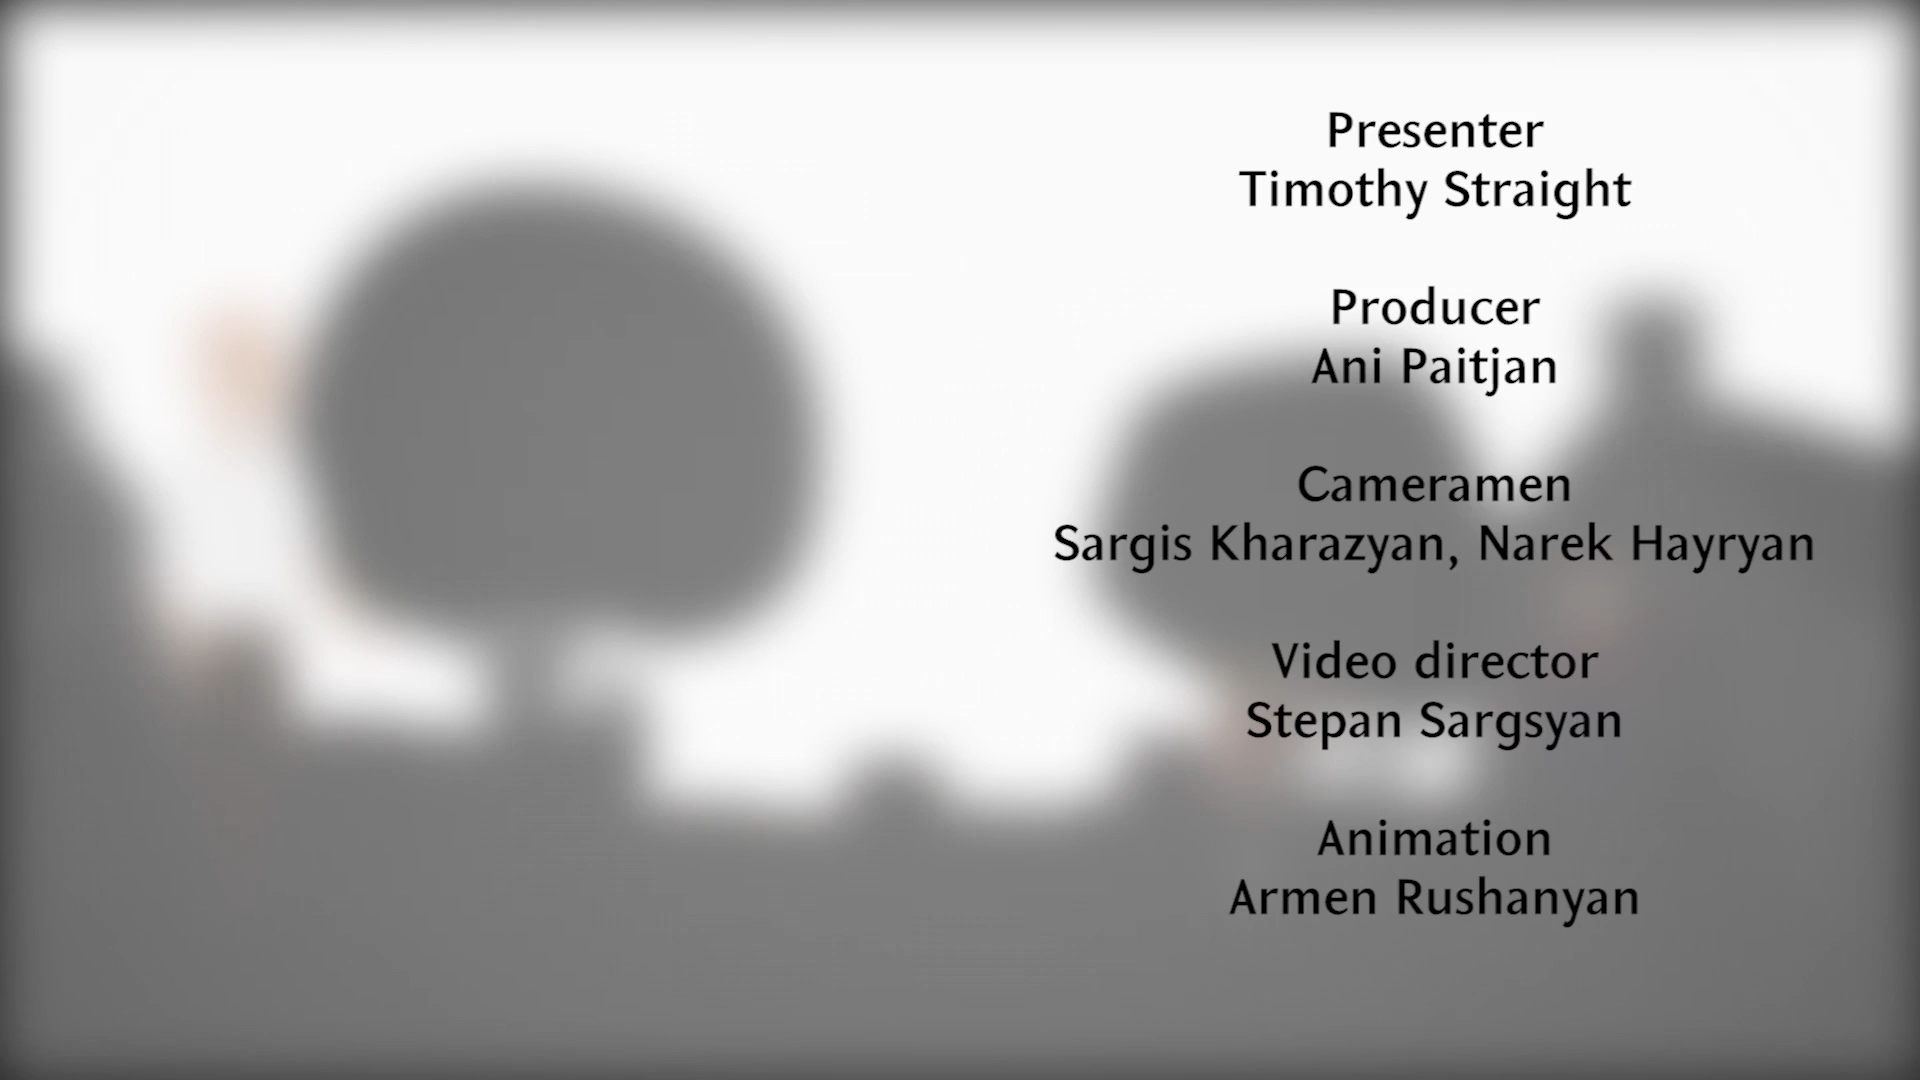 Presenter
Timothy Straight
Producer
Ani Paitjan
Cameramen
Sargis Kharazyan, Narek Hayryan
Video director
Stepan Sargsyan
Animation
Armen Rushanyan